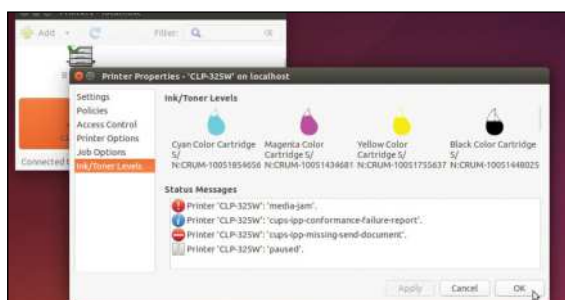 Add
Filter:
Printer Properties - 'CLP-325W' on localhost
Settings
Policies
Access Control
Printer Options
Job Options
Ink/Toner Levels
Ink/Toner Levels
Cyan Color Cartridge Magenta Color Yellow Color Black Color Cartridge
S/ Cartridge S/ Cartridge S/ S/
N:CRUM-10051854656 N:CRUM-10051434681 N:CRUM-10051755637 N:CRUM-10051448025
Status Messages
Printer 'CLP-325W': 'media-jam'.
Printer 'CLP-325W': 'cups-ipp-conformance-failure-report'.
Printer 'CLP-325W': 'cups-ipp-missing-send-document'.
Printer 'CLP-325W': 'paused'.
Connected
Apply Cancel OK